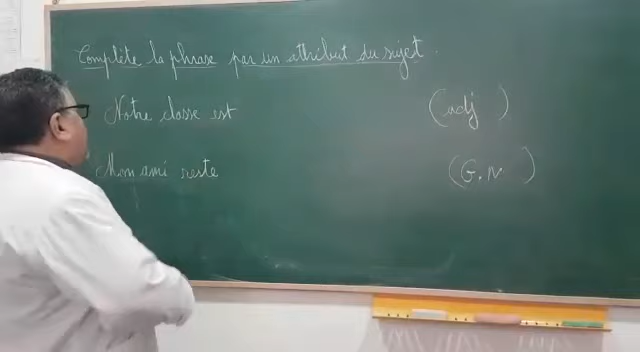 Complète la phrase par un attribut du sujet.
Notre classe est (adj)
Mon ami reste (G.N)